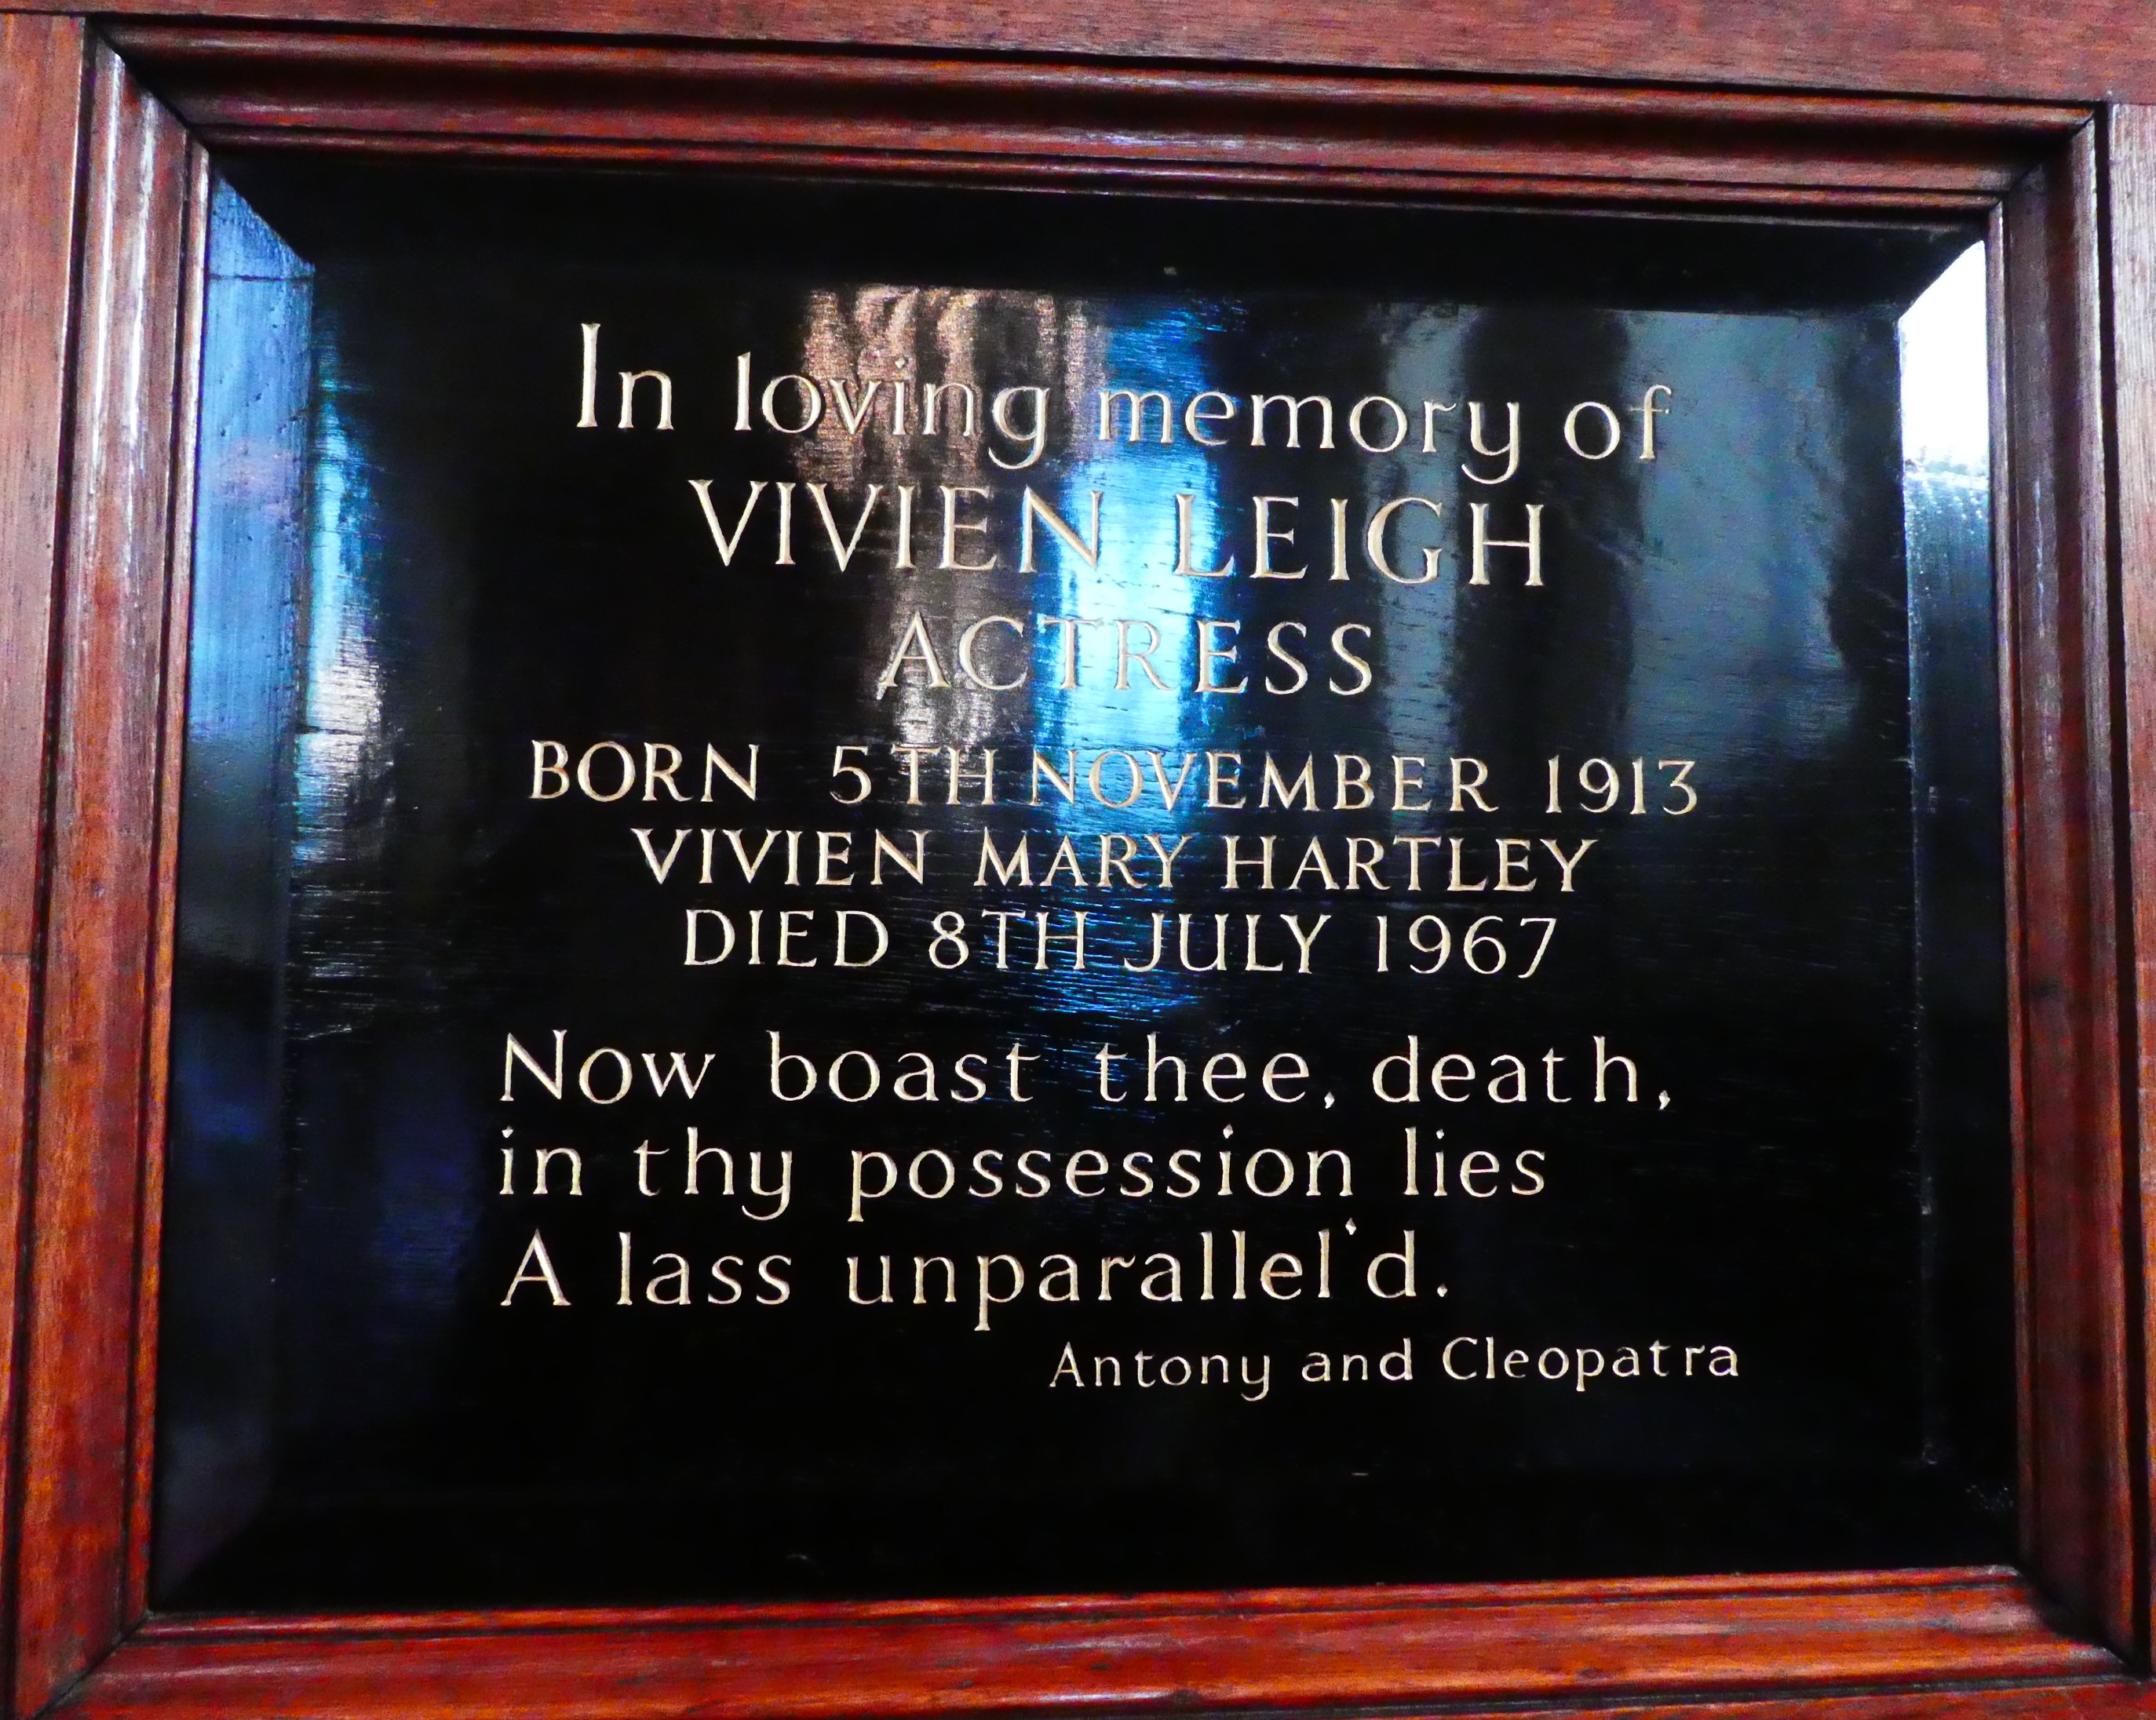 In loving memory of
VIVIEN LEIGH
ACTRESS
BORN 5TH NOVEMBER 1913
VIVIEN MARY HARTLEY
DIED 8TH JULY 1967
Now boast thee, death,
in thy possession lies
A lass unparallel'd.
Antony and Cleopatra